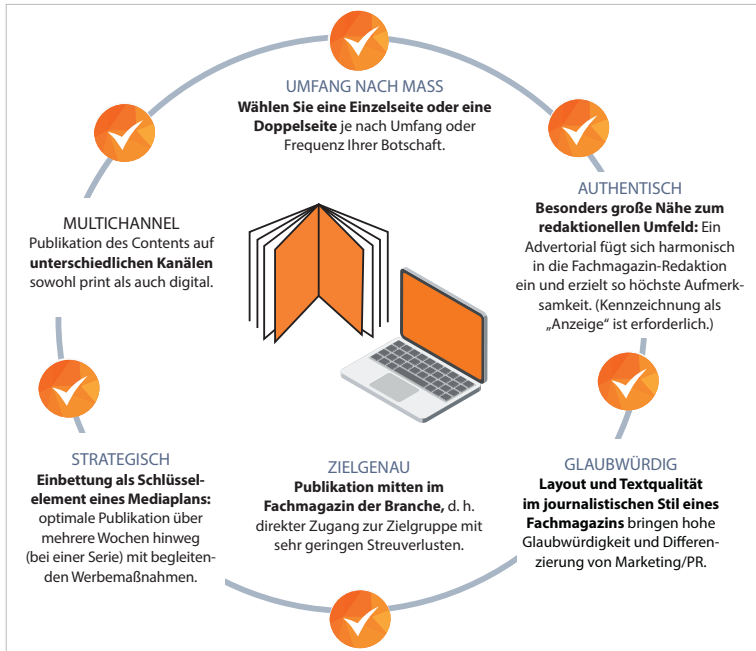 UMFANG NACH MASS
Wählen Sie eine Einzelseite oder eine
Doppelseite je nach Umfang oder
Frequenz Ihrer Botschaft.
AUTHENTISCH
Besonders große Nähe zum
redaktionellen Umfeld: Ein
Advertorial fügt sich harmonisch
in die Fachmagazin-Redaktion
ein und erzielt so höchste Aufmerk-
samkeit. (Kennzeichnung als
„Anzeige“ ist erforderlich.)
MULTICHANNEL
Publikation des Contents auf
unterschiedlichen Kanälen
sowohl print als auch digital.
STRATEGISCH
Einbettung als Schlüssel-
element eines Mediaplans:
optimale Publikation über
mehrere Wochen hinweg
(bei einer Serie) mit begleiten-
den Werbemaßnahmen.
ZIELGENAU
Publikation mitten im
Fachmagazin der Branche, d. h.
direkter Zugang zur Zielgruppe mit
sehr geringen Streuverlusten.
GLAUBWÜRDIG
Layout und Textqualität
im journalistischen Stil eines
Fachmagazins bringen hohe
Glaubwürdigkeit und Differen-
zierung von Marketing/PR.